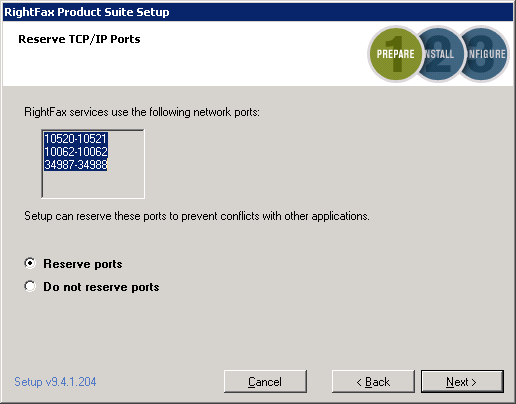 RightFax Product Suite Setup
Reserve TCP/IP Ports
1 2 3
PREPARE INSTALL ONFIGURE
RightFax services use the following network ports:
10520-10521
10062-10062
34987-34988
Setup can reserve these ports to prevent conflicts with other applications.
Reserve ports
Do not reserve ports
Setup v9.4.1.204
Cancel
< Back
Next >